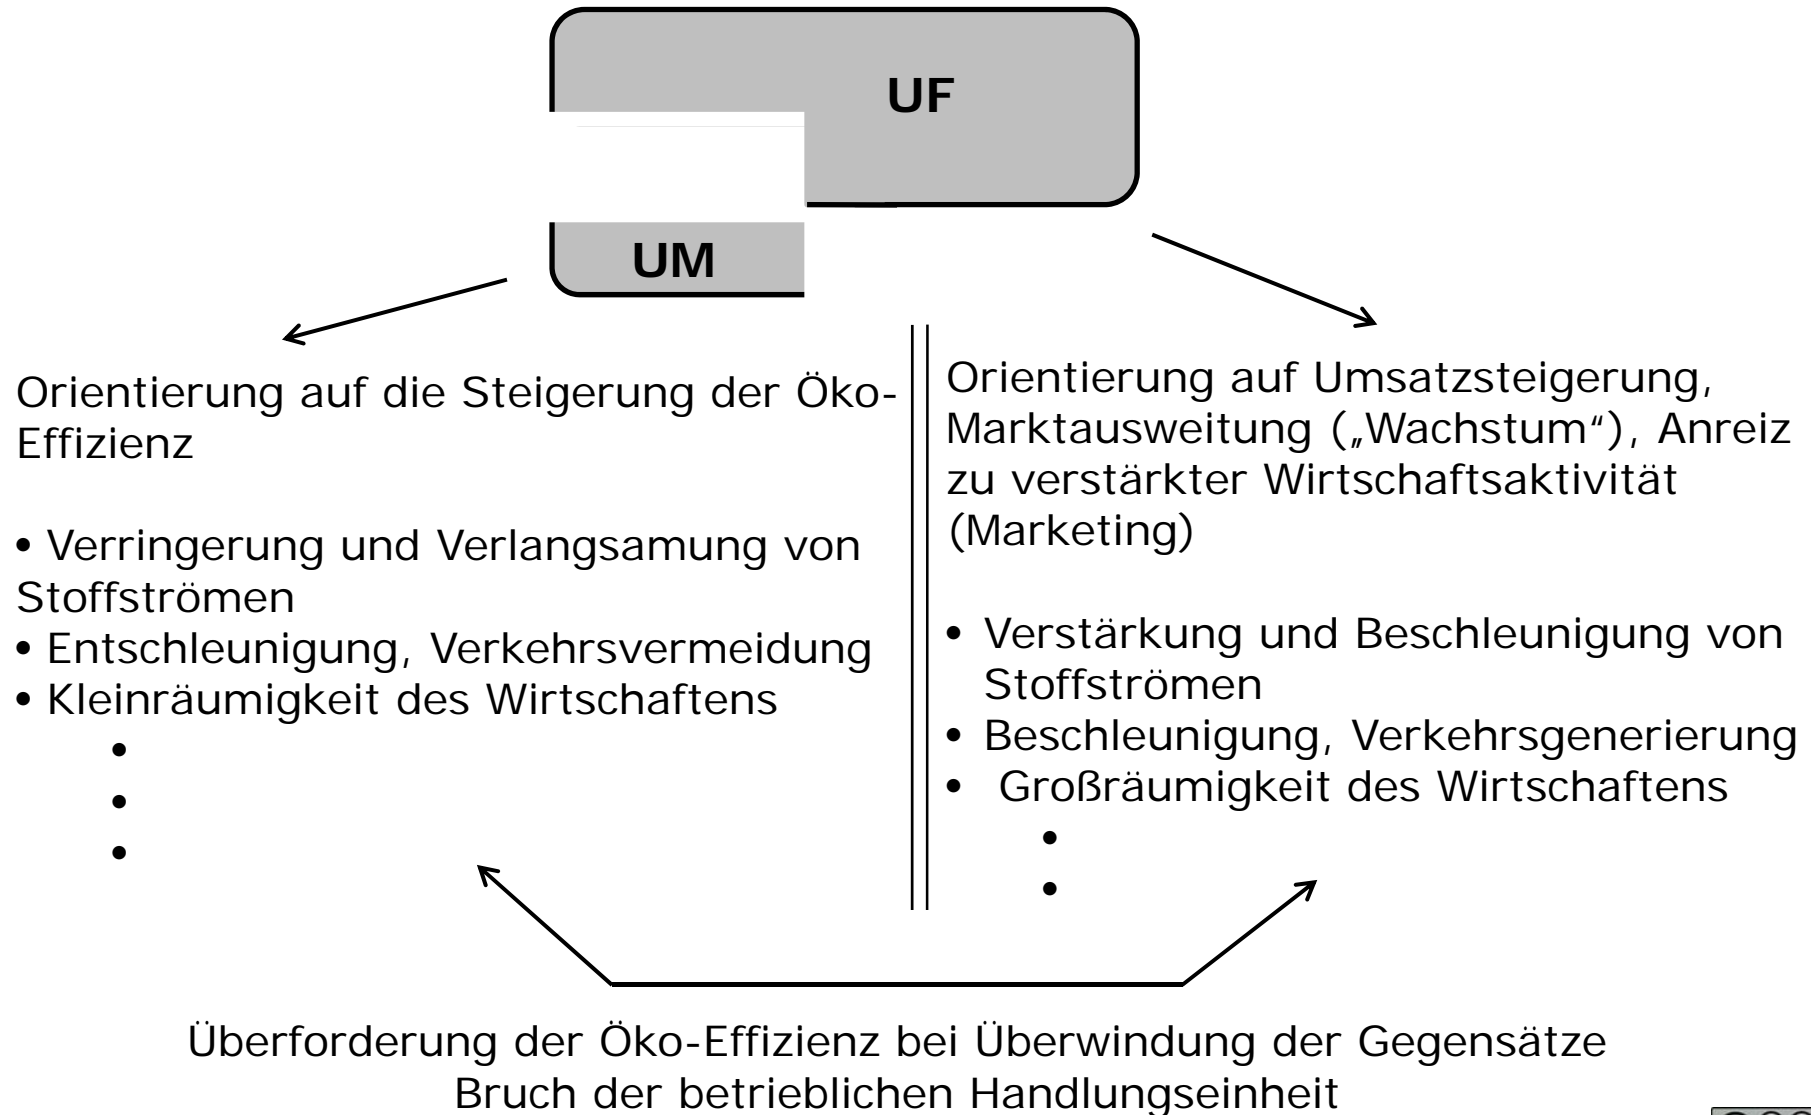 UF
UM
Orientierung auf die Steigerung der Öko-
Effizienz
• Verringerung und Verlangsamung von
Stoffströmen
• Entschleunigung, Verkehrsvermeidung
• Kleinräumigkeit des Wirtschaftens
•
•
•
Orientierung auf Umsatzsteigerung,
Marktausweitung („Wachstum“), Anreiz
zu verstärkter Wirtschaftsaktivität
(Marketing)
• Verstärkung und Beschleunigung von
Stoffströmen
• Beschleunigung, Verkehrsgenerierung
• Großräumigkeit des Wirtschaftens
•
•
Überforderung der Öko-Effizienz bei Überwindung der Gegensätze
Bruch der betrieblichen Handlungseinheit